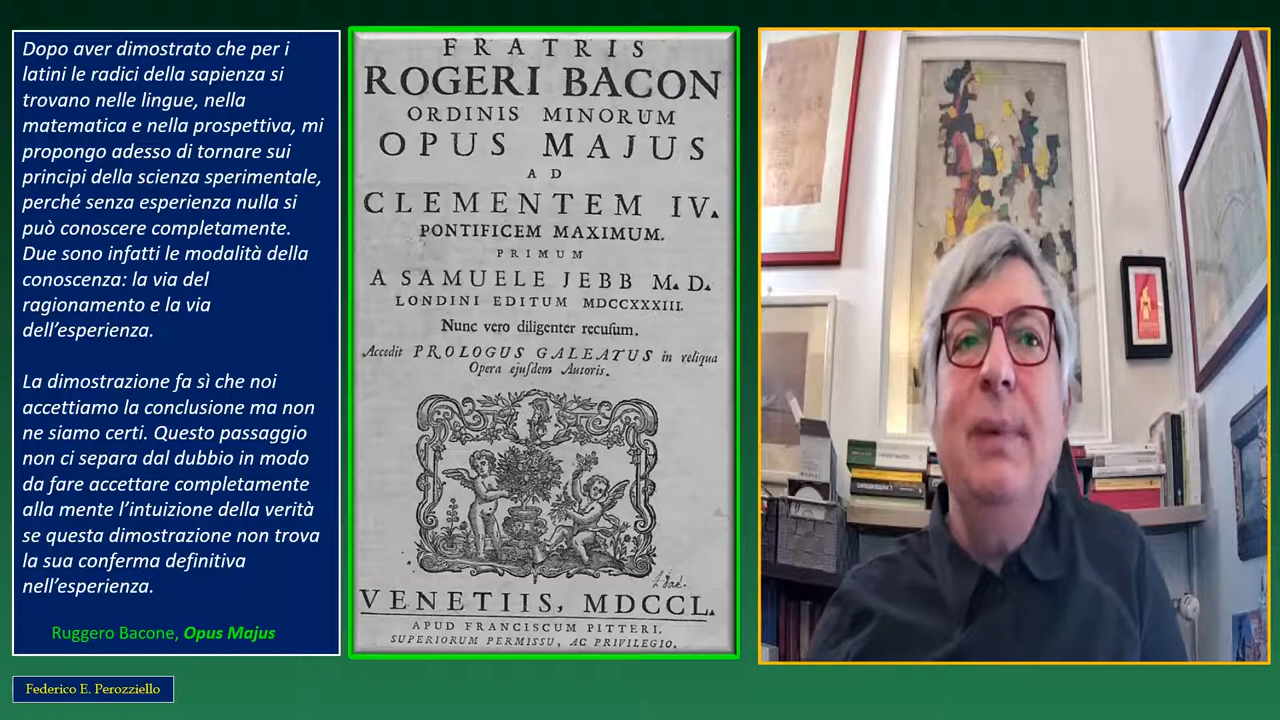 Dopo aver dimostrato che per i
latini le radici della sapienza si
trovano nelle lingue, nella
matematica e nella prospettiva, mi
propongo adesso di tornare sui
principi della scienza sperimentale,
perché senza esperienza nulla si
può conoscere completamente.
Due sono infatti le modalità della
conoscenza: la via del
ragionamento e la via
dell’esperienza.
La dimostrazione fa sì che noi
accettiamo la conclusione ma non
ne siamo certi. Questo passaggio
non ci separa dal dubbio in modo
da fare accettare completamente
alla mente l’intuizione della verità
se questa dimostrazione non trova
la sua conferma definitiva
nell’esperienza.
Ruggero Bacone, Opus Majus
FRATRIS
ROGERI BACON
ORDINIS MINORUM
OPUS MAJUS
AD
CLEMENTEM IV.
PONTIFICEM MAXIMUM.
PRIMUM
A SAMUELE JEBB M. D.
LONDINI EDITUM MDCCXXXIII.
Nunc vero diligenter recuſum.
Accedit PROLOGUS GALEATUS in reliqua
Opera ejuſdem Autoris.
VENETIIS, MDCCL.
APUD FRANCISCUM PITTERI.
SUPERIORUM PERMISSU, AC PRIVILEGIO.
Federico E. Perozziello